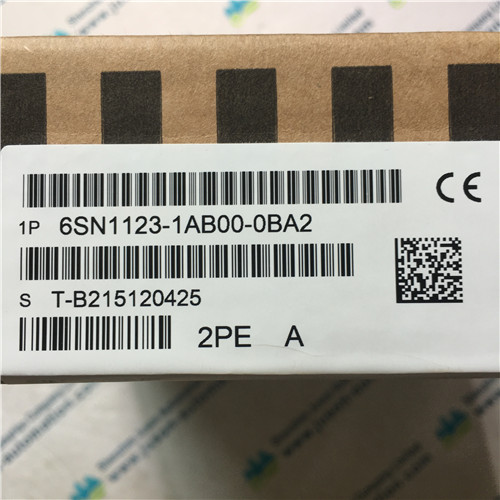 CE
1P 6SN1123-1AB00-0BA2
S T-B215120425
2PE A